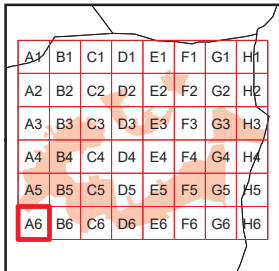 A1 B1 C1 D1 E1 F1 G1 H1
A2 B2 C2 D2 E2 F2 G2 H2
A3 B3 C3 D3 E3 F3 G3 H3
A4 B4 C4 D4 E4 F4 G4 H4
A5 B5 C5 D5 E5 F5 G5 H5
A6 B6 C6 D6 E6 F6 G6 H6